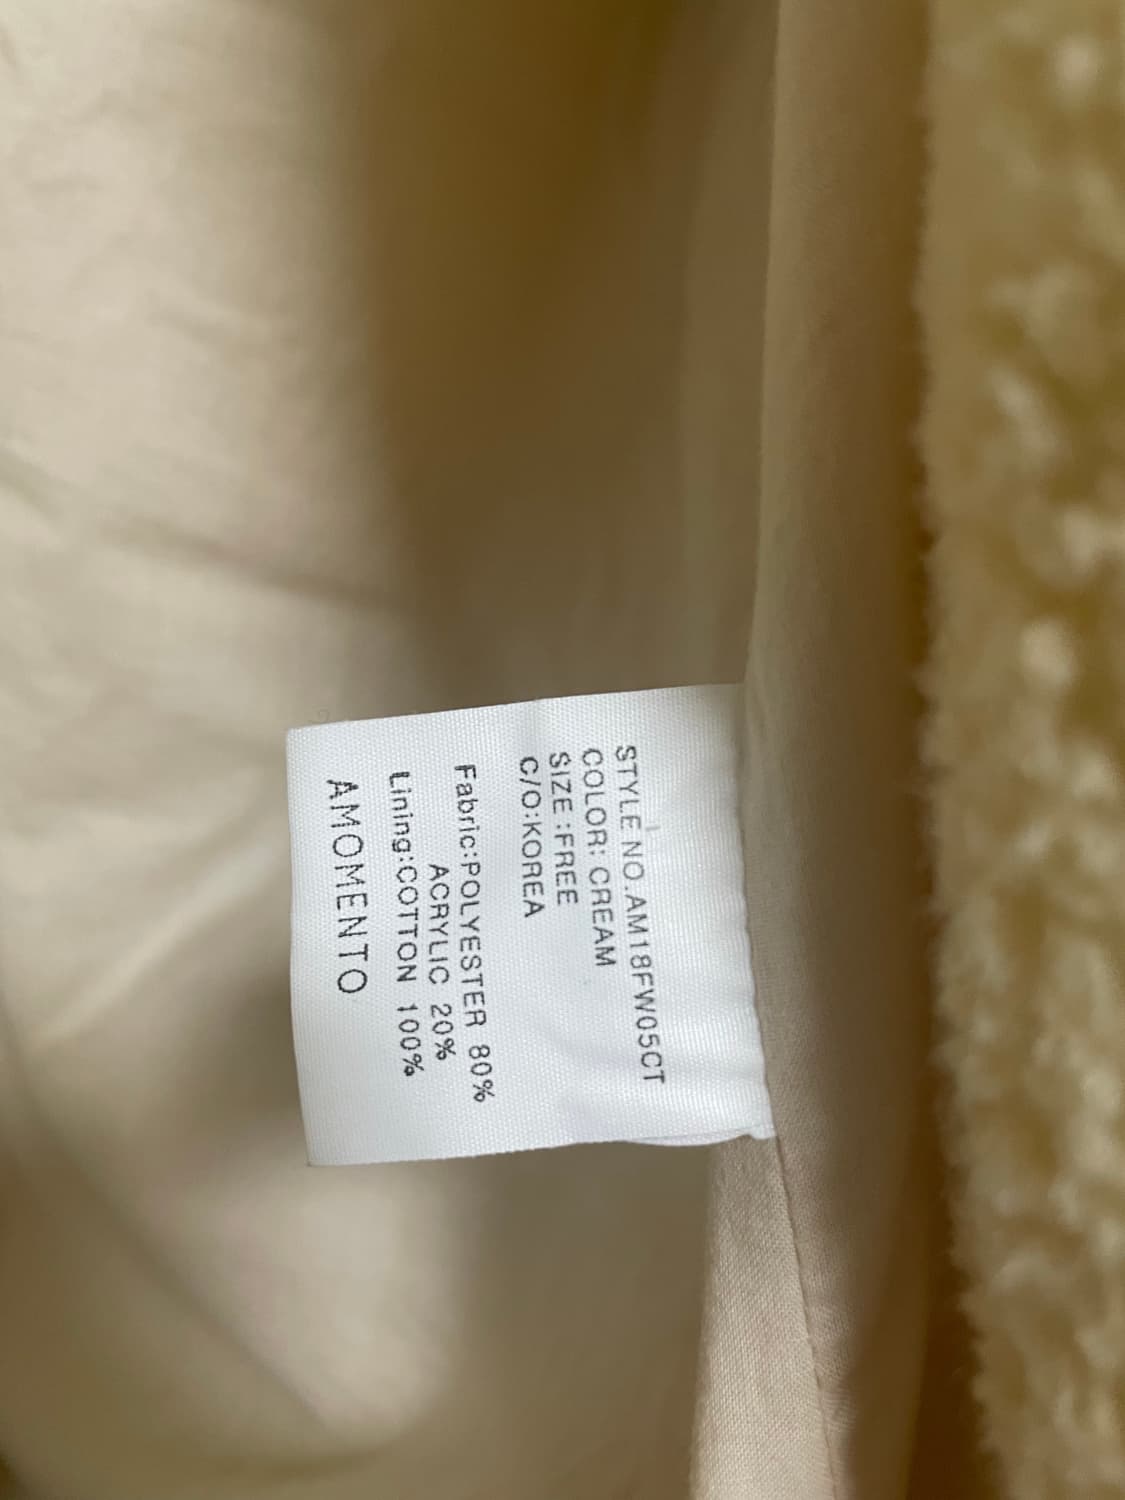 STYLE NO.AM18FW05CT
COLOR: CREAM
SIZE :FREE
C/O:KOREA
Fabric:POLYESTER 80%
ACRYLIC 20%
Lining:COTTON 100%
AMOMENTO